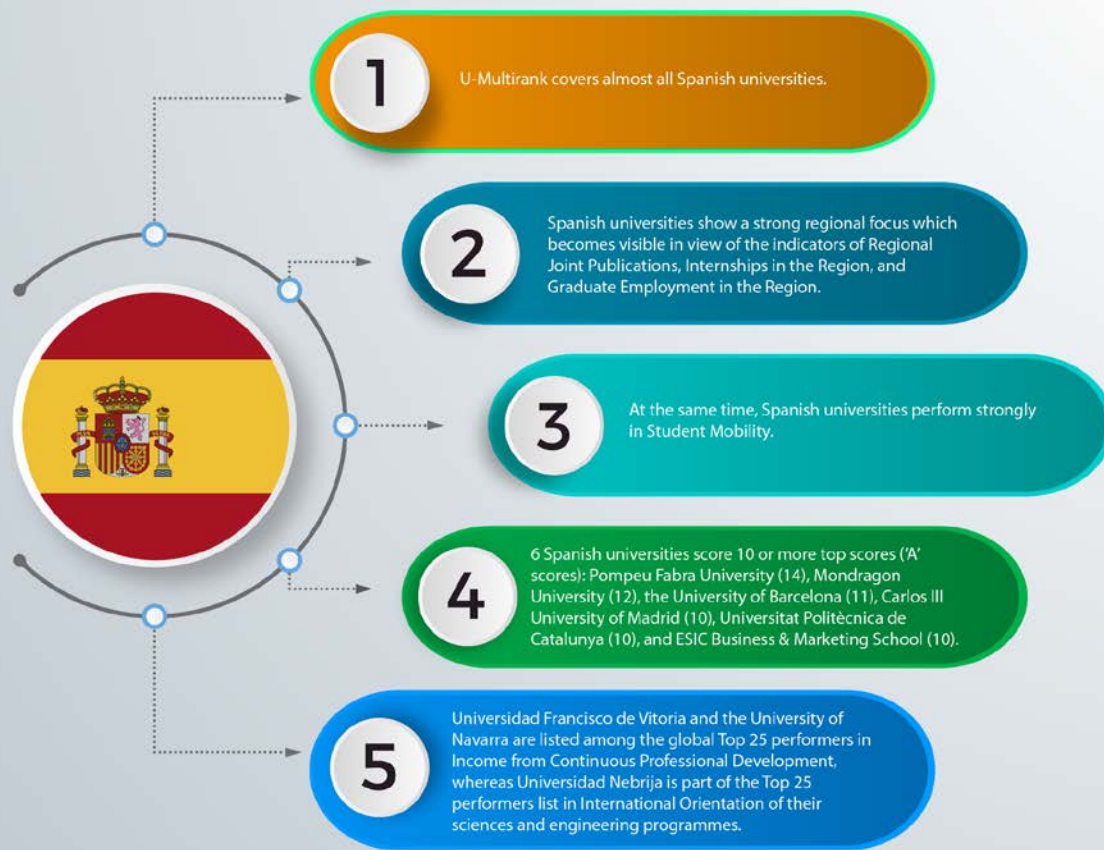 1
U-Multirank covers almost all Spanish universities.
2
Spanish universities show a strong regional focus which
becomes visible in view of the indicators of Regional
Joint Publications, Internships in the Region, and
Graduate Employment in the Region.
3
At the same time, Spanish universities perform strongly
in Student Mobility.
4
6 Spanish universities score 10 or more top scores ('A'
scores): Pompeu Fabra University (14), Mondragon
University (12), the University of Barcelona (11), Carlos III
University of Madrid (10), Universitat Politècnica de
Catalunya (10), and ESIC Business & Marketing School (10).
5
Universidad Francisco de Vitoria and the University of
Navarra are listed among the global Top 25 performers in
Income from Continuous Professional Development,
whereas Universidad Nebrija is part of the Top 25
performers list in International Orientation of their
sciences and engineering programmes.